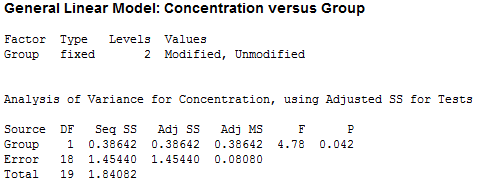 General Linear Model: Concentration versus Group
Factor Type Levels Values
Group fixed 2 Modified, Unmodified
Analysis of Variance for Concentration, using Adjusted SS for Tests
Source DF Seq SS Adj SS Adj MS F P
Group 1 0.38642 0.38642 0.38642 4.78 0.042
Error 18 1.45440 1.45440 0.08080
Total 19 1.84082